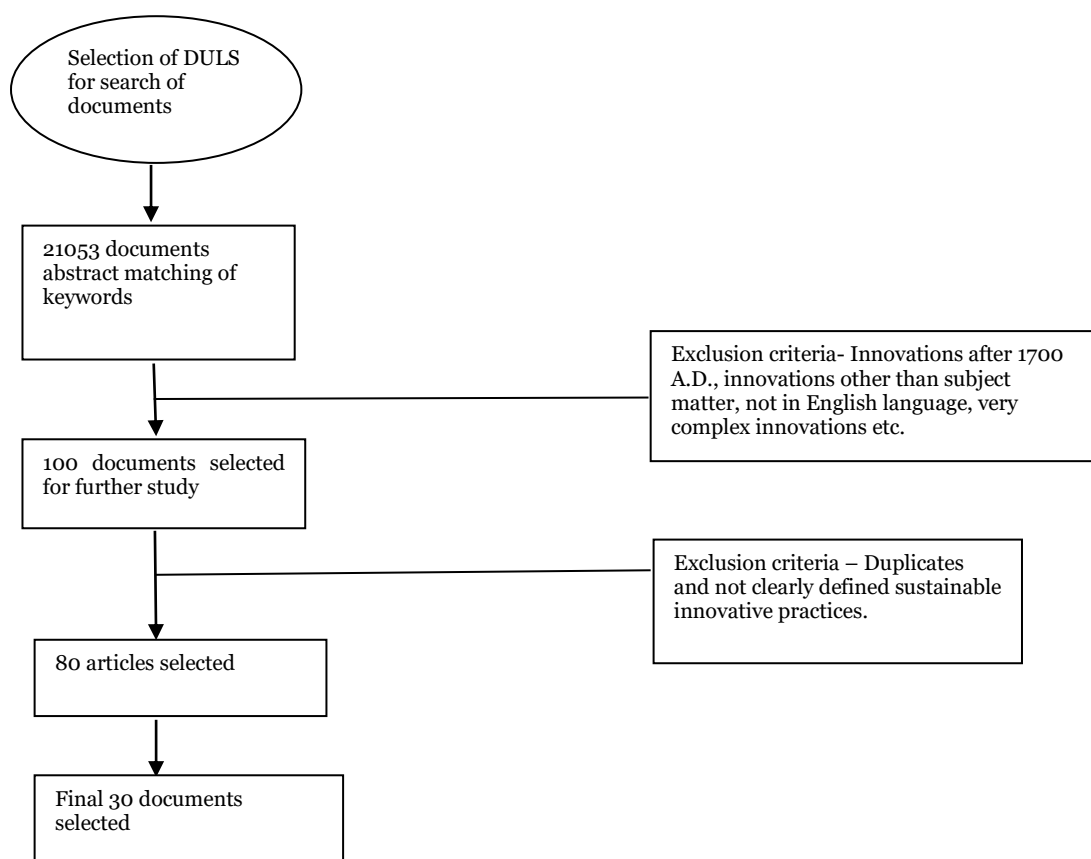 Selection of DULS
for search of
documents
21053 documents
abstract matching of
keywords
Exclusion criteria- Innovations after 1700
A.D., innovations other than subject
matter, not in English language, very
complex innovations etc.
100 documents selected
for further study
Exclusion criteria – Duplicates
and not clearly defined sustainable
innovative practices.
80 articles selected
Final 30 documents
selected